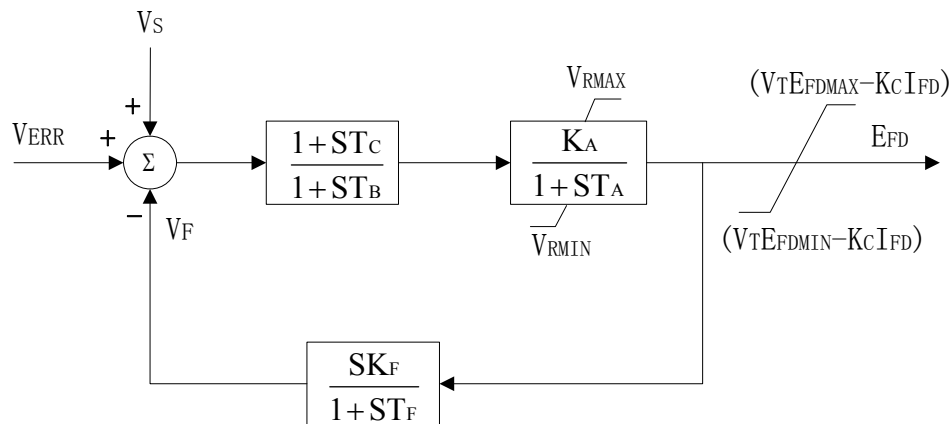 VS
VRMAX
(VTEFDMAX-KCIFD)
VERR
+
+
Σ
−
1+STC
1+STB
KA
1+STA
EFD
VF
VRMIN
(VTEFDMIN-KCIFD)
SKF
1+STF